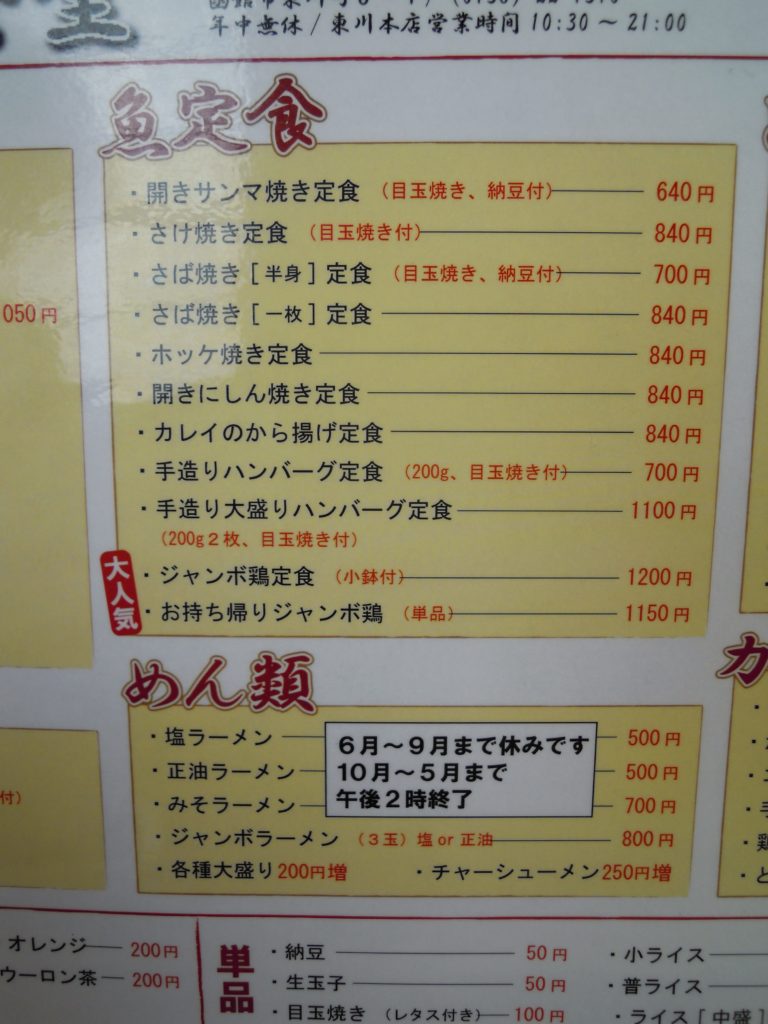 年中無休 / 東川本店営業時間 10:30 〜 21:00
魚定食
・開きサンマ焼き定食 (目玉焼き、納豆付) 640円
・さけ焼き定食 (目玉焼き付) 840円
・さば焼き [半身] 定食 (目玉焼き、納豆付) 700円
・さば焼き [一枚] 定食 840円
・ホッケ焼き定食 840円
・開きにしん焼き定食 840円
・カレイのから揚げ定食 840円
・手造りハンバーグ定食 (200g、目玉焼き付) 700円
・手造り大盛りハンバーグ定食 1100円
(200g2枚、目玉焼き付)
大人気
・ジャンボ鶏定食 (小鉢付) 1200円
・お持ち帰りジャンボ鶏 (単品) 1150円
050円
めん類
・塩ラーメン 500円
・正油ラーメン 500円
・みそラーメン 700円
6月〜9月まで休みです
10月〜5月まで
午後2時終了
・ジャンボラーメン (3玉) 塩 or 正油 800円
・各種大盛り200円増 ・チャーシューメン250円増
付)
オレンジ 200円
ウーロン茶 200円
単品
・納豆 50円
・生玉子 50円
・目玉焼き (レタス付き) 100円
・小ライス
・普ライス
・ライス [中盛]